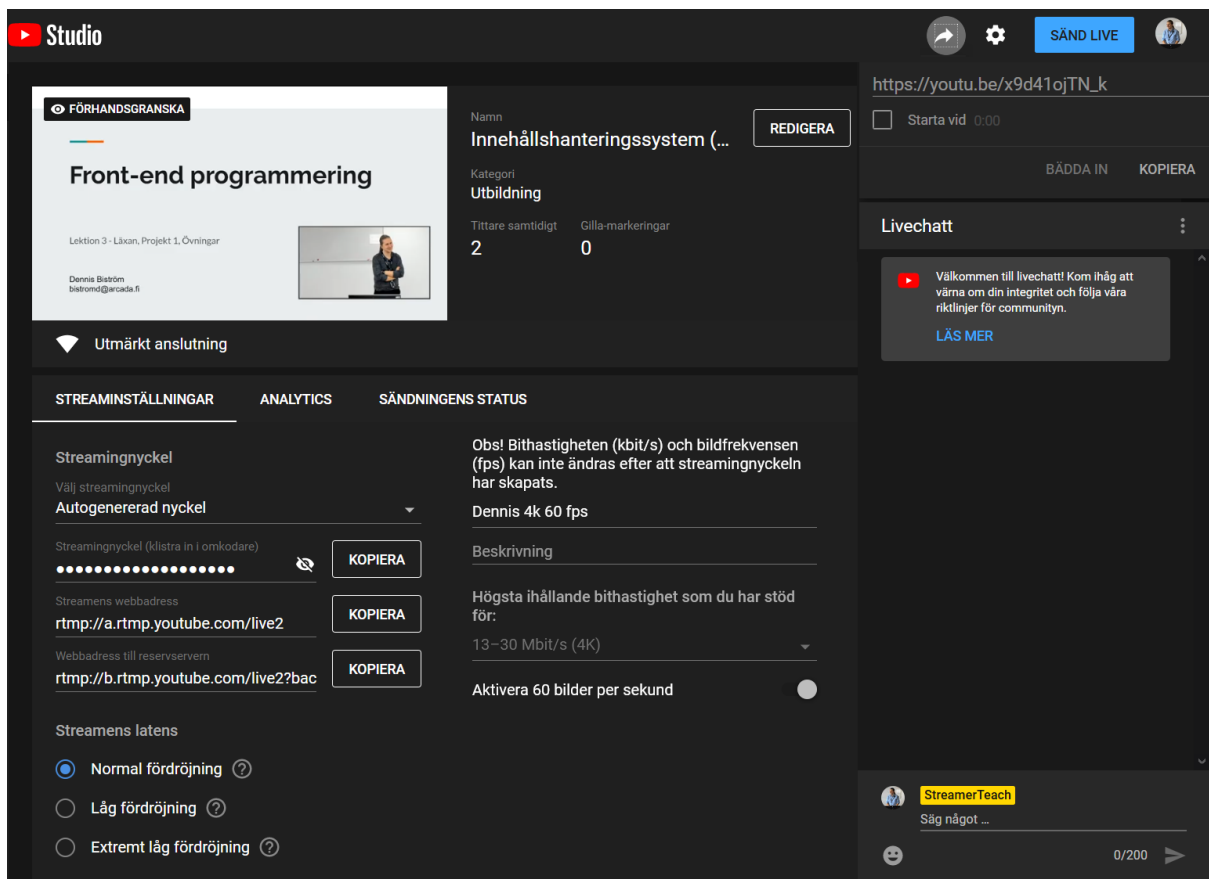 Studio
SÄND LIVE
FÖRHANDSGRANSKA
Front-end programmering
Lektion 3 - Läxan, Projekt 1, Övningar
Dennis Biström
bistromd@arcada.fi
Namn
Innehållshanteringssystem (...
REDIGERA
Kategori
Utbildning
Tittare samtidigt Gilla-markeringar
2 0
Utmärkt anslutning
https://youtu.be/x9d41ojTN_k
Starta vid 0:00
BÄDDA IN KOPIERA
Livechatt
Välkommen till livechatt! Kom ihåg att
värna om din integritet och följa våra
riktlinjer för communityn.
LÄS MER
STREAMINSTÄLLNINGAR ANALYTICS SÄNDNINGENS STATUS
Streamingnyckel
Välj streamingnyckel
Autogenererad nyckel
Streamingnyckel (klistra in i omkodare)
•••••••••••••••••••
KOPIERA
Streamens webbadress
rtmp://a.rtmp.youtube.com/live2
KOPIERA
Webbadress till reservservern
rtmp://b.rtmp.youtube.com/live2?bac
KOPIERA
Streamens latens
Normal fördröjning ?
Låg fördröjning ?
Extremt låg fördröjning ?
Obs! Bithastigheten (kbit/s) och bildfrekvensen
(fps) kan inte ändras efter att streamingnyckeln
har skapats.
Dennis 4k 60 fps
Beskrivning
Högsta ihållande bithastighet som du har stöd
för:
13–30 Mbit/s (4K)
Aktivera 60 bilder per sekund
StreamerTeach
Säg något ...
0/200